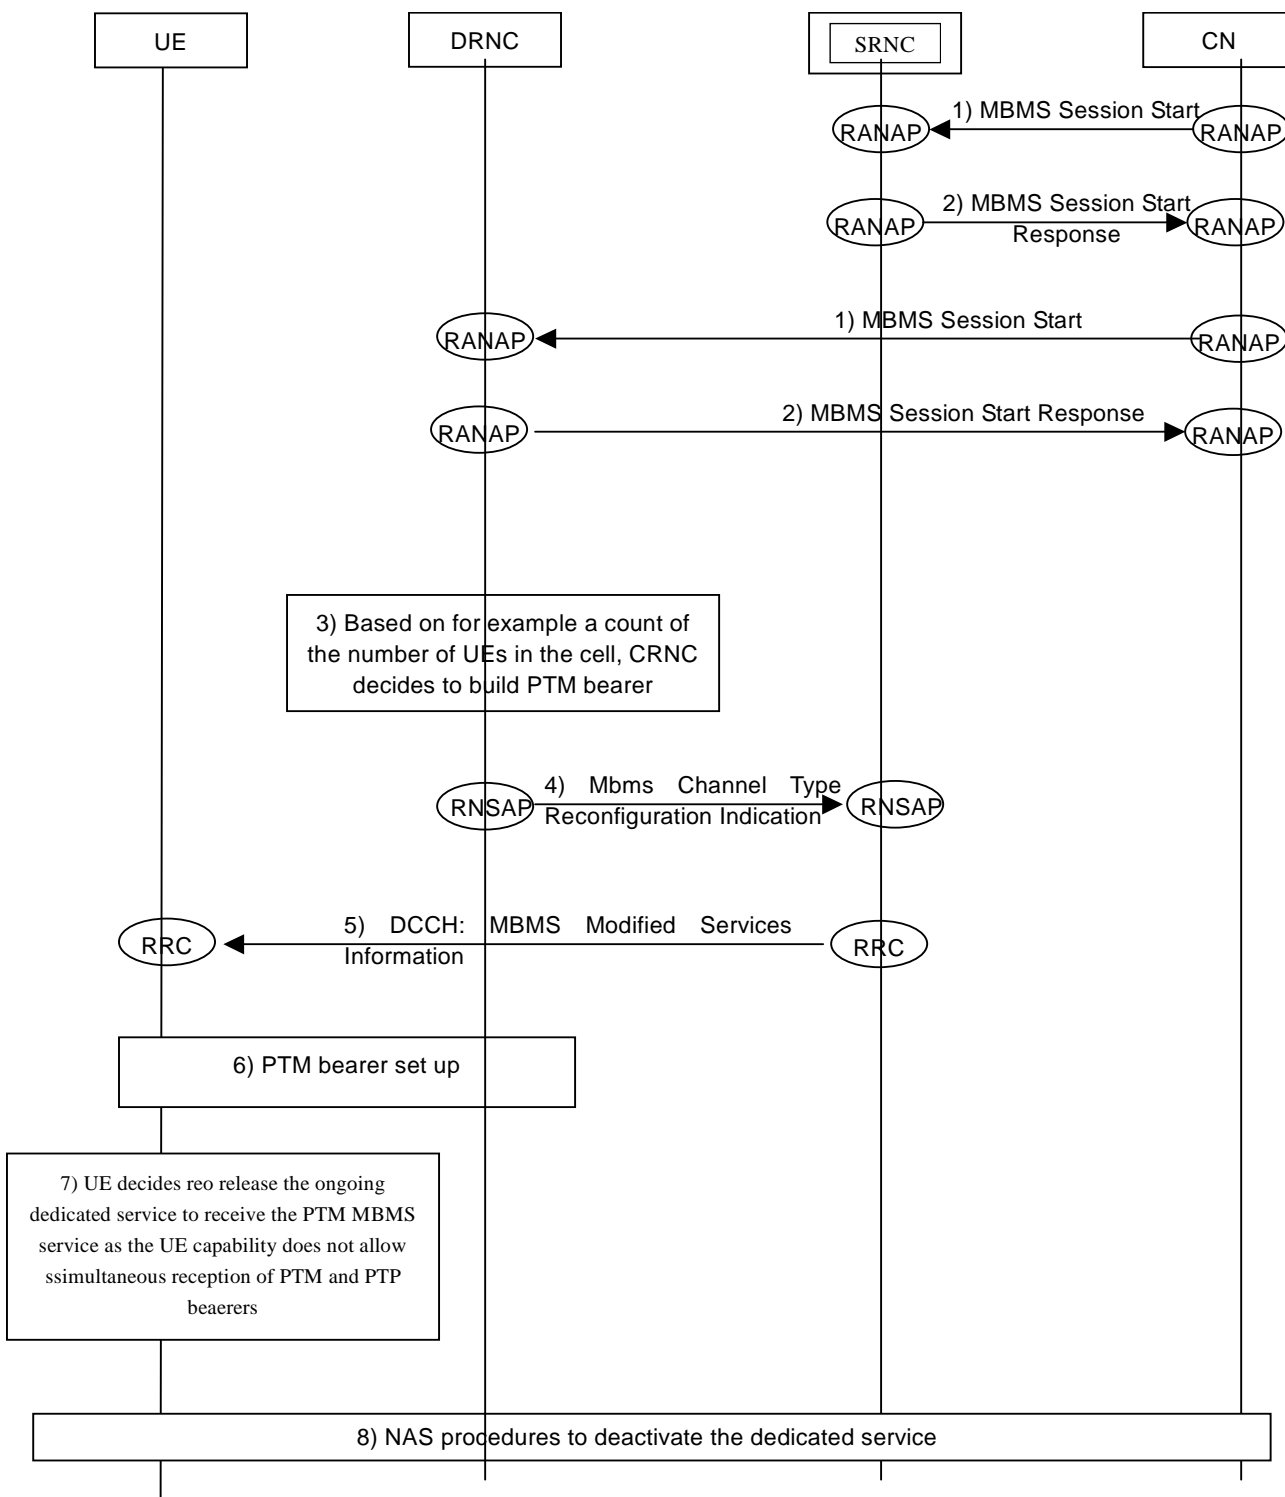 UE
DRNC
SRNC
CN
1) MBMS Session Start
RANAP
RANAP
2) MBMS Session Start
Response
RANAP
RANAP
1) MBMS Session Start
RANAP
RANAP
2) MBMS Session Start Response
RANAP
RANAP
3) Based on for example a count of
the number of UEs in the cell, CRNC
decides to build PTM bearer
4) Mbms Channel Type
Reconfiguration Indication
RNSAP
RNSAP
5) DCCH: MBMS Modified Services
Information
RRC
RRC
6) PTM bearer set up
7) UE decides reo release the ongoing
dedicated service to receive the PTM MBMS
service as the UE capability does not allow
ssimultaneous reception of PTM and PTP
beaerers
8) NAS procedures to deactivate the dedicated service